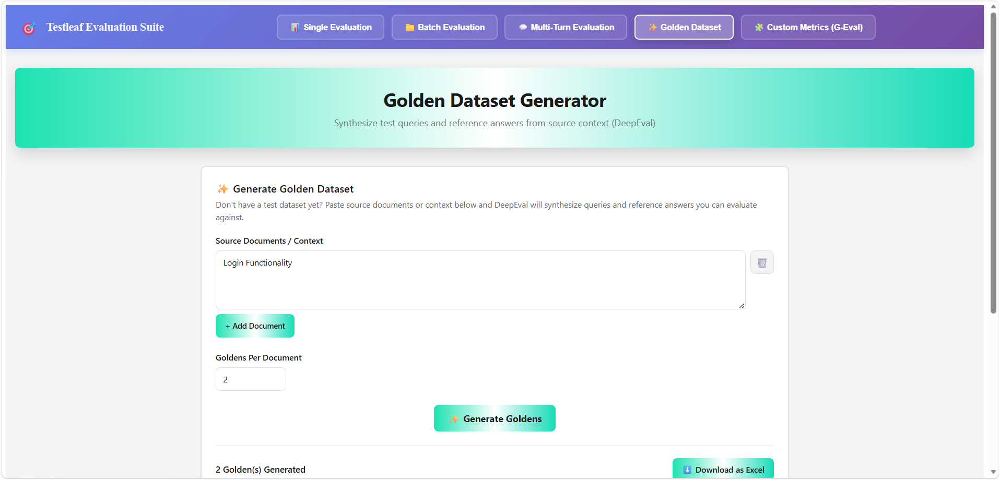 Testleaf Evaluation Suite
Single Evaluation
Batch Evaluation
Multi-Turn Evaluation
Golden Dataset
Custom Metrics (G-Eval)
Golden Dataset Generator
Synthesize test queries and reference answers from source context (DeepEval)
Generate Golden Dataset
Don't have a test dataset yet? Paste source documents or context below and DeepEval will synthesize queries and reference answers you can evaluate
against.
Source Documents / Context
Login Functionality
+ Add Document
Goldens Per Document
2
Generate Goldens
2 Golden(s) Generated
Download as Excel